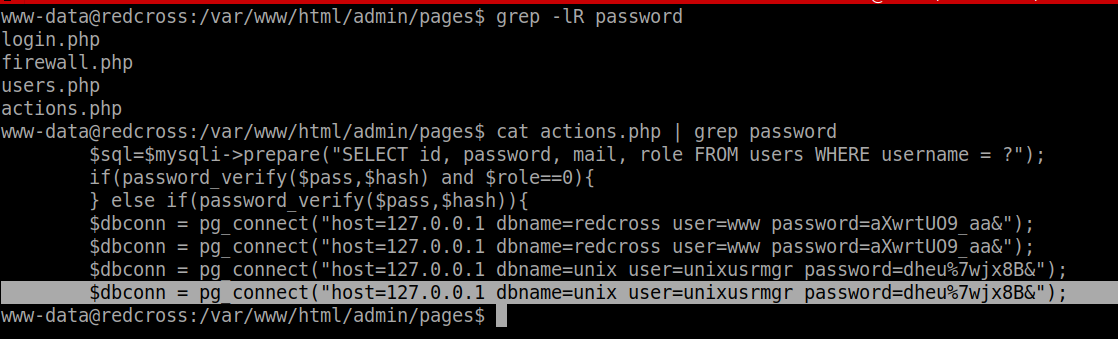 www-data@redcross:/var/www/html/admin/pages$ grep -lR password
login.php
firewall.php
users.php
actions.php
www-data@redcross:/var/www/html/admin/pages$ cat actions.php | grep password
        $sql=$mysqli->prepare("SELECT id, password, mail, role FROM users WHERE username = ?");
        if(password_verify($pass,$hash) and $role==0){
        } else if(password_verify($pass,$hash)){
        $dbconn = pg_connect("host=127.0.0.1 dbname=redcross user=www password=aXwrtUO9_aa&");
        $dbconn = pg_connect("host=127.0.0.1 dbname=redcross user=www password=aXwrtUO9_aa&");
        $dbconn = pg_connect("host=127.0.0.1 dbname=unix user=unixusrmgr password=dheu%7wjx8B&");
        $dbconn = pg_connect("host=127.0.0.1 dbname=unix user=unixusrmgr password=dheu%7wjx8B&");
www-data@redcross:/var/www/html/admin/pages$